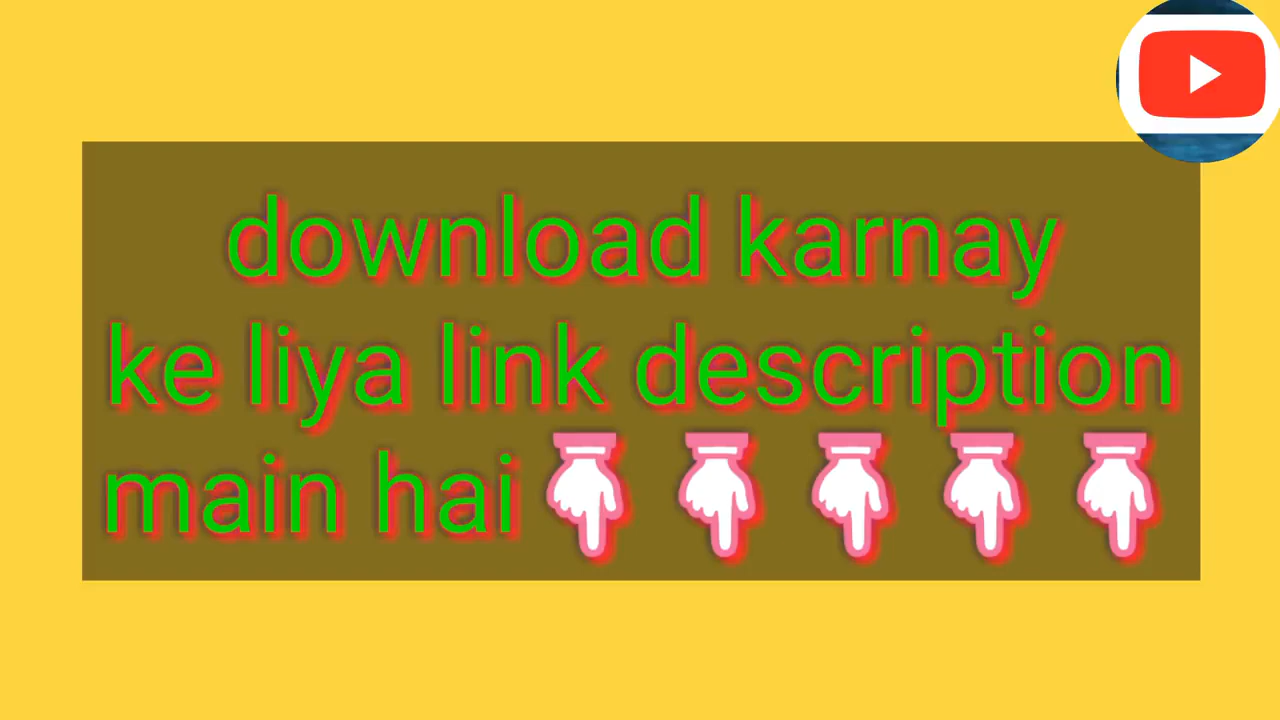 download karnay
ke liya link description
main hai👇👇👇👇👇